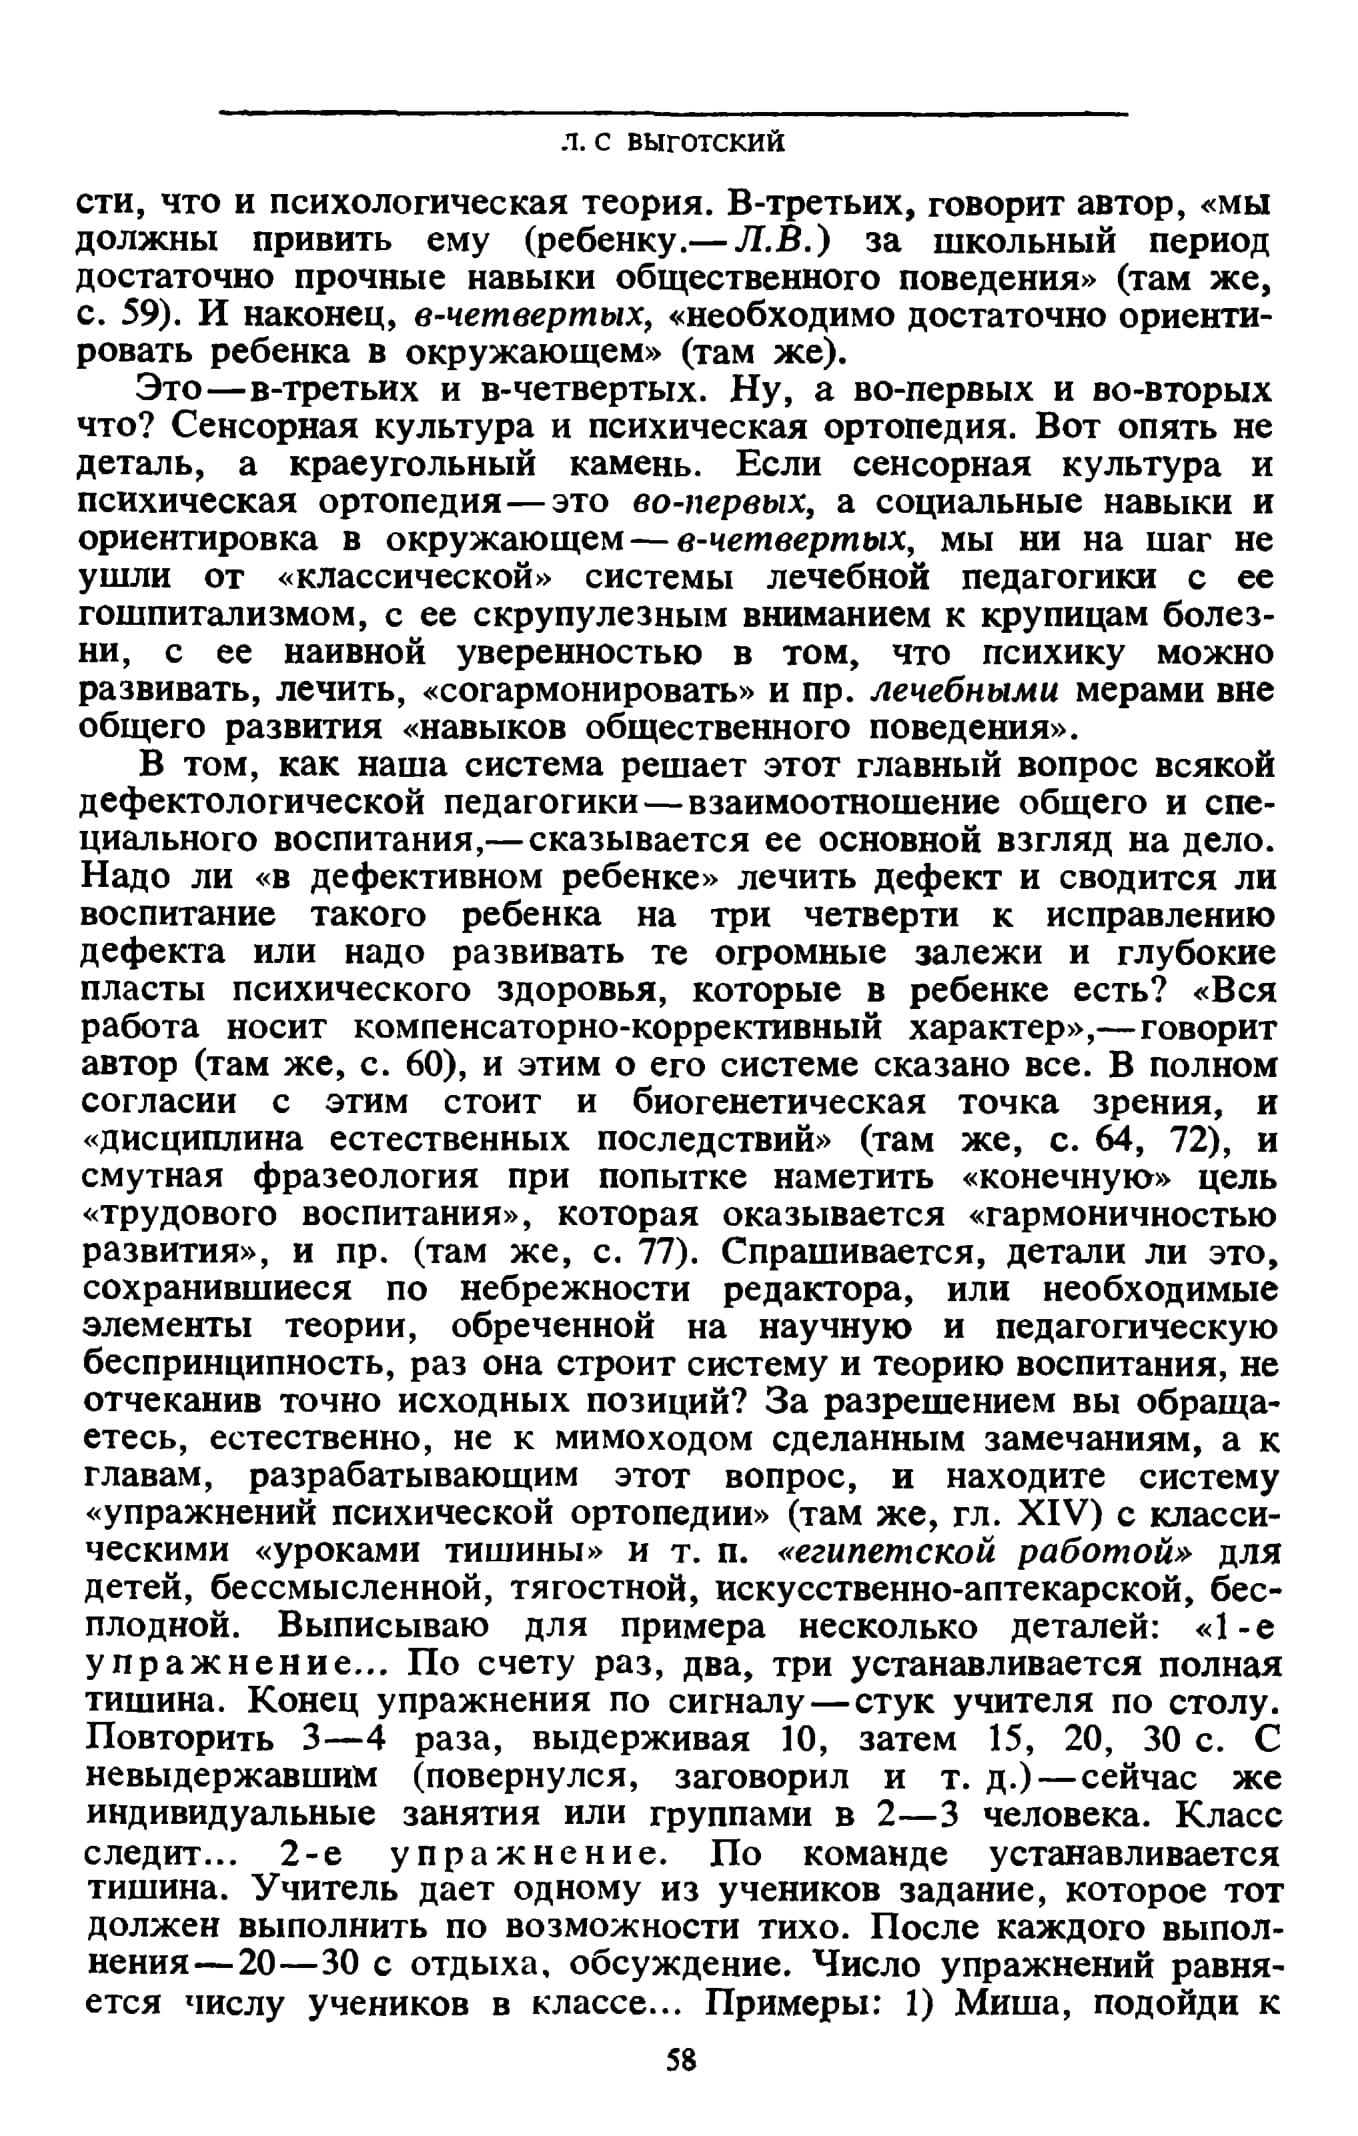 Л. С ВЫГОТСКИЙ
сти, что и психологическая теория. В-третьих, говорит автор, «мы
должны привить ему (ребенку.— Л.В.) за школьный период
достаточно прочные навыки общественного поведения» (там же,
с. 59). И наконец, в-четвертых, «необходимо достаточно ориенти-
ровать ребенка в окружающем» (там же).
Это—в-третьих и в-четвертых. Ну, а во-первых и во-вторых
что? Сенсорная культура и психическая ортопедия. Вот опять не
деталь, а краеугольный камень. Если сенсорная культура и
психическая ортопедия—это во-первых, а социальные навыки и
ориентировка в окружающем—в-четвертых, мы ни на шаг не
ушли от «классической» системы лечебной педагогики с ее
гошпитализмом, с ее скрупулезным вниманием к крупицам болез-
ни, с ее наивной уверенностью в том, что психику можно
развивать, лечить, «согармонировать» и пр. лечебными мерами вне
общего развития «навыков общественного поведения».
В том, как наша система решает этот главный вопрос всякой
дефектологической педагогики—взаимоотношение общего и спе-
циального воспитания,—сказывается ее основной взгляд на дело.
Надо ли «в дефективном ребенке» лечить дефект и сводится ли
воспитание такого ребенка на три четверти к исправлению
дефекта или надо развивать те огромные залежи и глубокие
пласты психического здоровья, которые в ребенке есть? «Вся
работа носит компенсаторно-коррективный характер»,—говорит
автор (там же, с. 60), и этим о его системе сказано все. В полном
согласии с этим стоит и биогенетическая точка зрения, и
«дисциплина естественных последствий» (там же, с. 64, 72), и
смутная фразеология при попытке наметить «конечную» цель
«трудового воспитания», которая оказывается «гармоничностью
развития», и пр. (там же, с. 77). Спрашивается, детали ли это,
сохранившиеся по небрежности редактора, или необходимые
элементы теории, обреченной на научную и педагогическую
беспринципность, раз она строит систему и теорию воспитания, не
отчеканив точно исходных позиций? За разрешением вы обраща-
етесь, естественно, не к мимоходом сделанным замечаниям, а к
главам, разрабатывающим этот вопрос, и находите систему
«упражнений психической ортопедии» (там же, гл. XIV) с класси-
ческими «уроками тишины» и т. п. «египетской работой» для
детей, бессмысленной, тягостной, искусственно-аптекарской, бес-
плодной. Выписываю для примера несколько деталей: «1-е
упражнение... По счету раз, два, три устанавливается полная
тишина. Конец упражнения по сигналу—стук учителя по столу.
Повторить 3—4 раза, выдерживая 10, затем 15, 20, 30 с. С
невыдержавшим (повернулся, заговорил и т. д.)—сейчас же
индивидуальные занятия или группами в 2—3 человека. Класс
следит... 2-е упражнение. По команде устанавливается
тишина. Учитель дает одному из учеников задание, которое тот
должен выполнить по возможности тихо. После каждого выпол-
нения—20—30 с отдыха, обсуждение. Число упражнений равня-
ется числу учеников в классе... Примеры: 1) Миша, подойди к
58